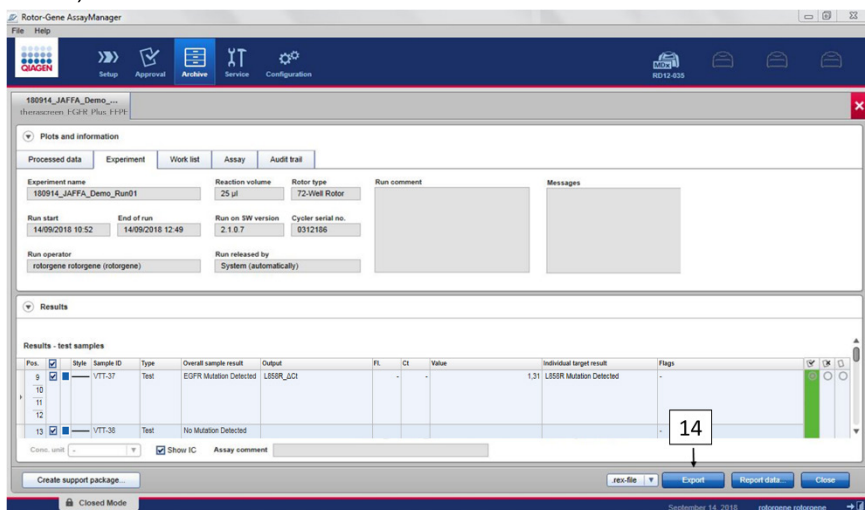 Rotor-Gene AssayManager
File Help
QIAGEN
Setup Approval Archive Service Configuration
MDx
RD12-835
180914_JAFFA_Demo_...
therascreen EGFR Plus FFPE
Plots and information
Processed data Experiment Work list Assay Audit trail
Experiment name Reaction volume Rotor type Run comment Messages
180914_JAFFA_Demo_Run01 25 µl 72-Well Rotor
Run start End of run Run on SW version Cycler serial no.
14/09/2018 10:52 14/09/2018 12:49 2.1.0.7 0312186
Run operator Run released by
rotorgene rotorgene (rotorgene) System (automatically)
Results
Results - test samples
Pos. Style Sample ID Type Overall sample result Output Fl. Ct Value Individual target result Flags
9 VTT-37 Test EGFR Mutation Detected L858R_ΔCt - - 1,31 L858R Mutation Detected -
10
11
12
13 VTT-38 Test No Mutation Detected -
14
Conc. unit - Show IC Assay comment
Create support package... .rex-file Export Report data... Close
Closed Mode September 14, 2018 rotorgene rotorgene